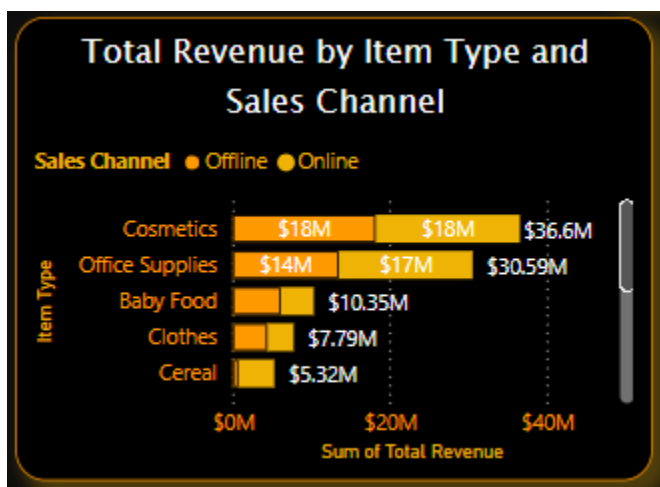 Total Revenue by Item Type and
Sales Channel
Sales Channel Offline Online
Item Type
Cosmetics $18M $18M $36.6M
Office Supplies $14M $17M $30.59M
Baby Food $10.35M
Clothes $7.79M
Cereal $5.32M
$0M $20M $40M
Sum of Total Revenue